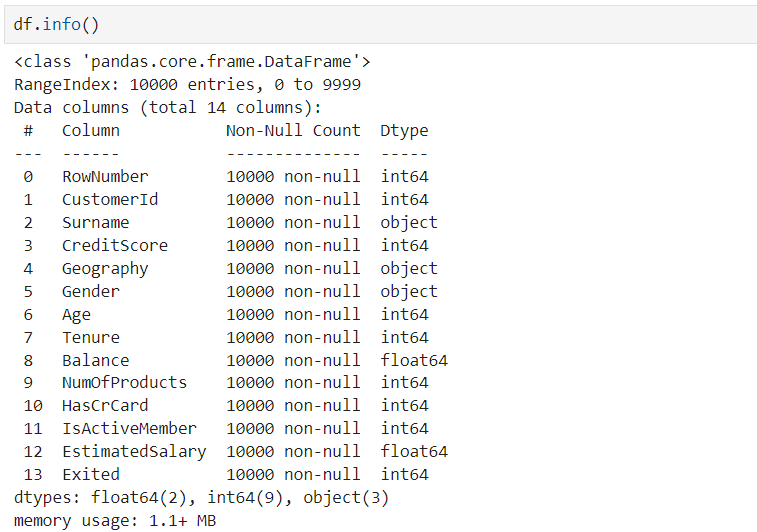 df.info()
<class 'pandas.core.frame.DataFrame'>
RangeIndex: 10000 entries, 0 to 9999
Data columns (total 14 columns):
 #   Column           Non-Null Count  Dtype
---  ------           --------------  -----
 0   RowNumber        10000 non-null  int64
 1   CustomerId       10000 non-null  int64
 2   Surname          10000 non-null  object
 3   CreditScore      10000 non-null  int64
 4   Geography        10000 non-null  object
 5   Gender           10000 non-null  object
 6   Age              10000 non-null  int64
 7   Tenure           10000 non-null  int64
 8   Balance          10000 non-null  float64
 9   NumOfProducts    10000 non-null  int64
 10  HasCrCard        10000 non-null  int64
 11  IsActiveMember   10000 non-null  int64
 12  EstimatedSalary  10000 non-null  float64
 13  Exited           10000 non-null  int64
dtypes: float64(2), int64(9), object(3)
memory usage: 1.1+ MB